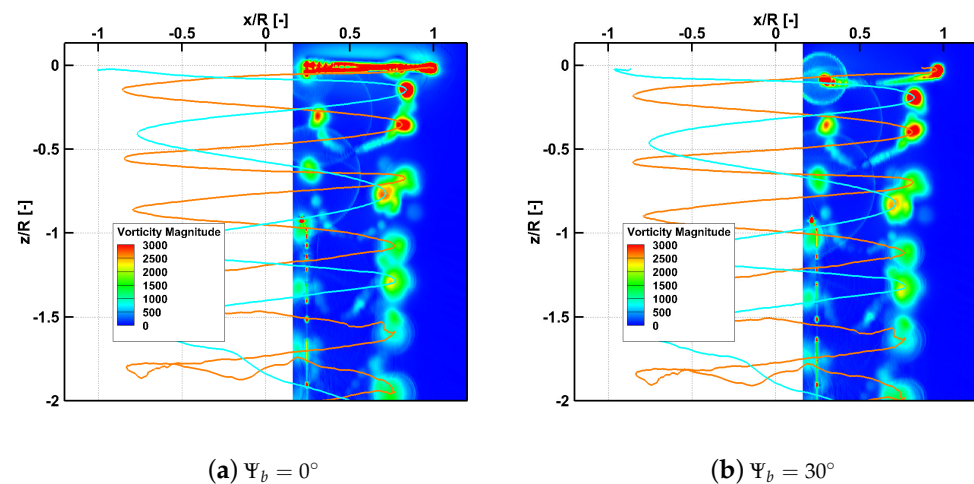 x/R [-]
-1 -0.5 0 0.5 1
0
-0.5
-1
-1.5
-2
z/R [-]
Vorticity Magnitude
3000
2500
2000
1500
1000
500
0
(a) Ψb = 0°
x/R [-]
-1 -0.5 0 0.5 1
0
-0.5
-1
-1.5
-2
z/R [-]
Vorticity Magnitude
3000
2500
2000
1500
1000
500
0
(b) Ψb = 30°